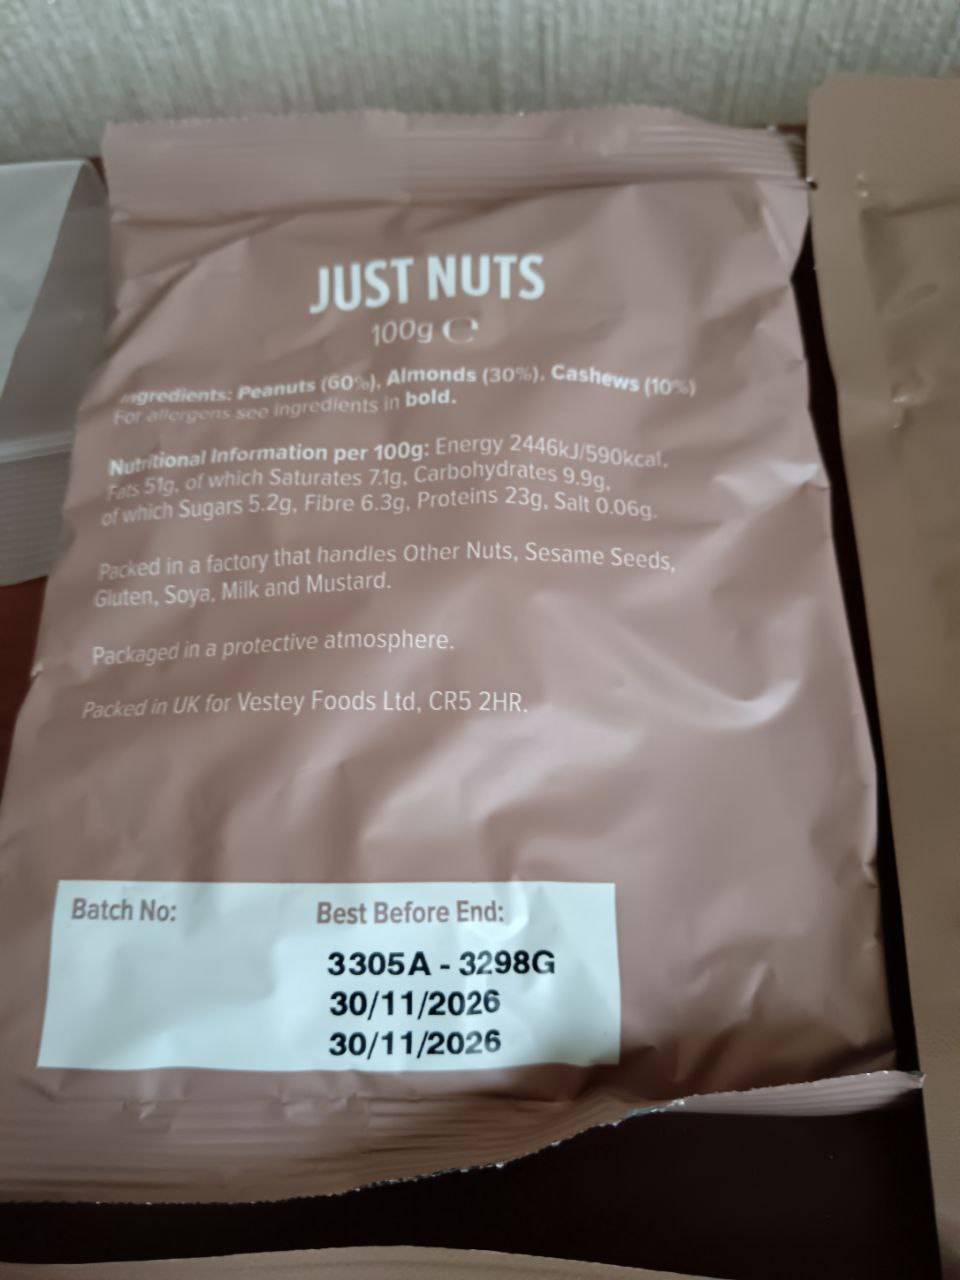 JUST NUTS
100g ℮
Ingredients: Peanuts (60%), Almonds (30%), Cashews (10%)
For allergens see ingredients in bold.
Nutritional Information per 100g: Energy 2446kJ/590kcal,
Fats 51g, of which Saturates 7.1g, Carbohydrates 9.9g,
of which Sugars 5.2g, Fibre 6.3g, Proteins 23g, Salt 0.06g.
Packed in a factory that handles Other Nuts, Sesame Seeds,
Gluten, Soya, Milk and Mustard.
Packaged in a protective atmosphere.
Packed in UK for Vestey Foods Ltd, CR5 2HR.
Batch No: Best Before End:
3305A - 3298G
30/11/2026
30/11/2026